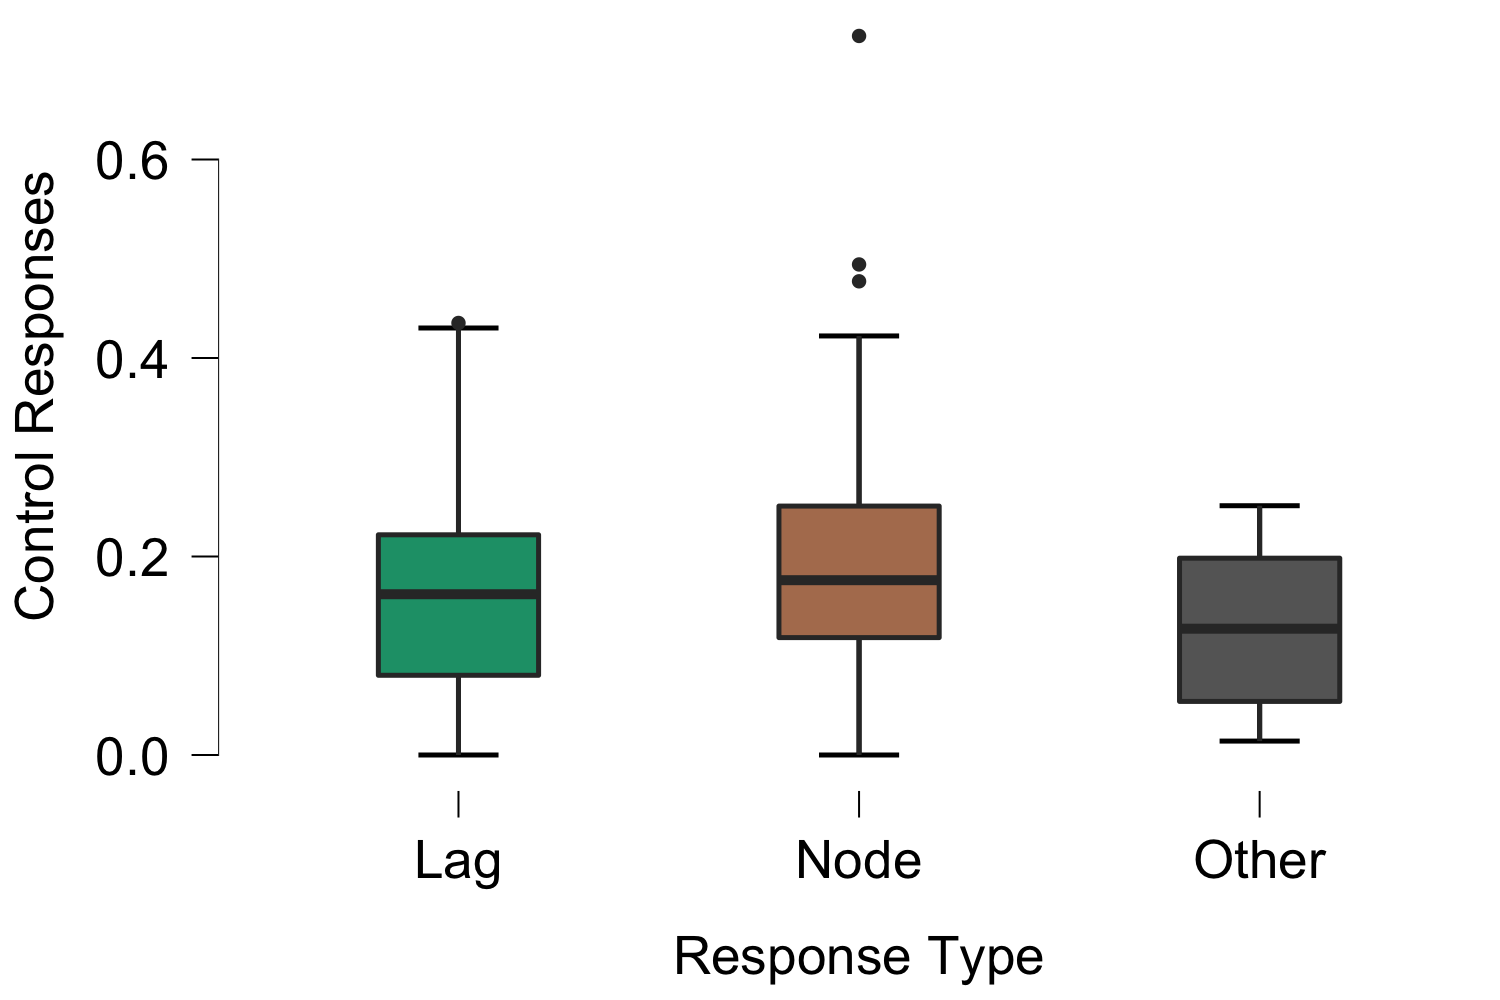 Control Responses
0.6
0.4
0.2
0.0
Lag Node Other
Response Type